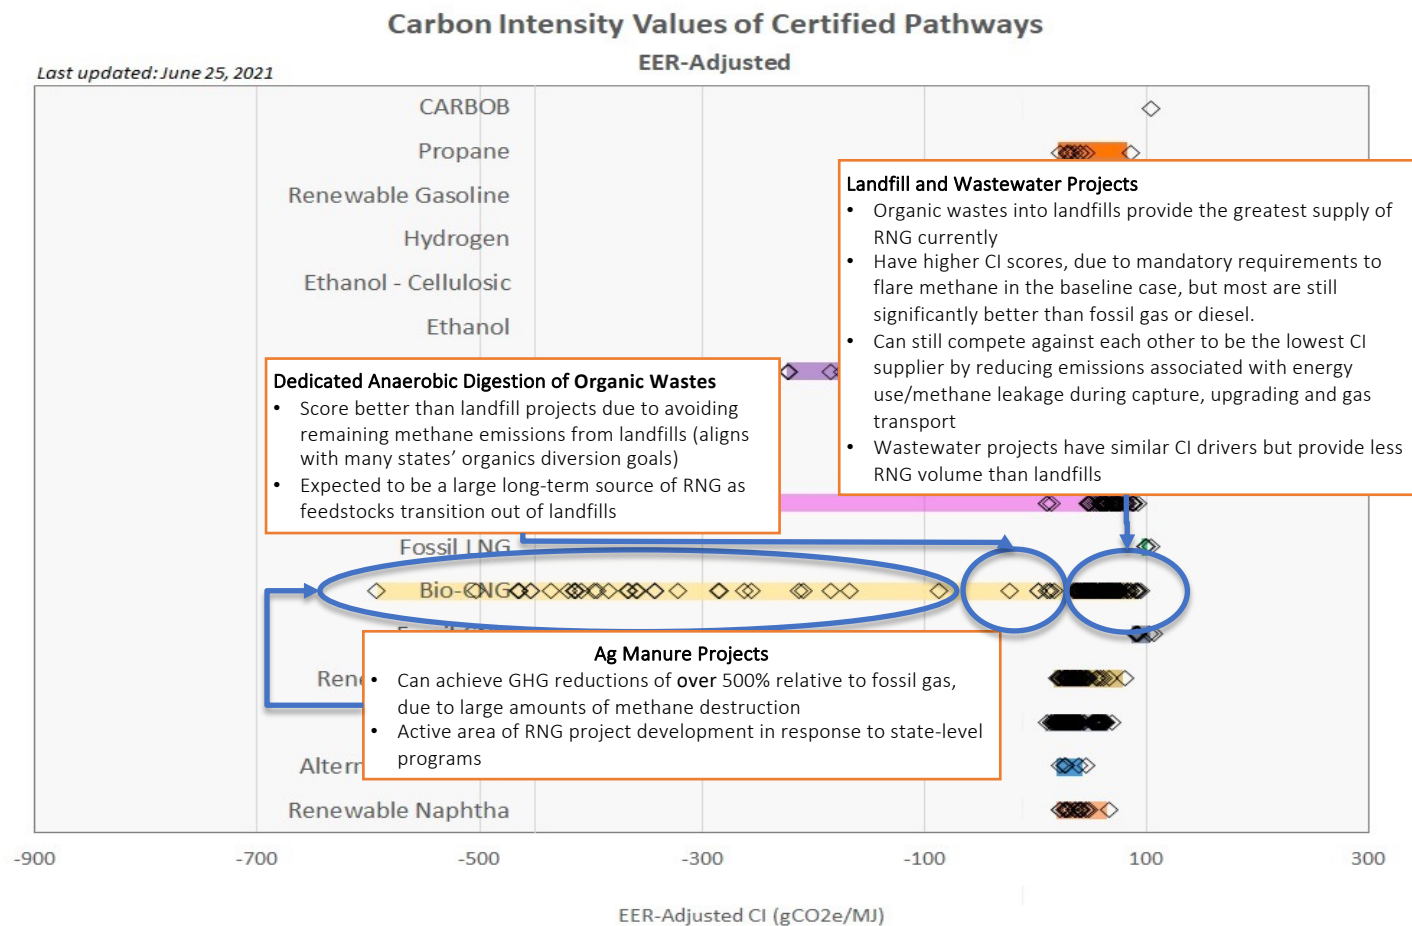 Carbon Intensity Values of Certified Pathways
EER-Adjusted
Last updated: June 25, 2021
CARBOB
Propane
Renewable Gasoline
Hydrogen
Ethanol - Cellulosic
Ethanol
Landfill and Wastewater Projects
• Organic wastes into landfills provide the greatest supply of
RNG currently
• Have higher CI scores, due to mandatory requirements to
flare methane in the baseline case, but most are still
significantly better than fossil gas or diesel.
• Can still compete against each other to be the lowest CI
supplier by reducing emissions associated with energy
use/methane leakage during capture, upgrading and gas
transport
• Wastewater projects have similar CI drivers but provide less
RNG volume than landfills
Dedicated Anaerobic Digestion of Organic Wastes
• Score better than landfill projects due to avoiding
remaining methane emissions from landfills (aligns
with many states’ organics diversion goals)
• Expected to be a large long-term source of RNG as
feedstocks transition out of landfills
Fossil LNG
Bio-CNG
Ag Manure Projects
• Can achieve GHG reductions of over 500% relative to fossil gas,
due to large amounts of methane destruction
• Active area of RNG project development in response to state-level
programs
Renewable Naphtha
-900 -700 -500 -300 -100 100 300
EER-Adjusted CI (gCO2e/MJ)